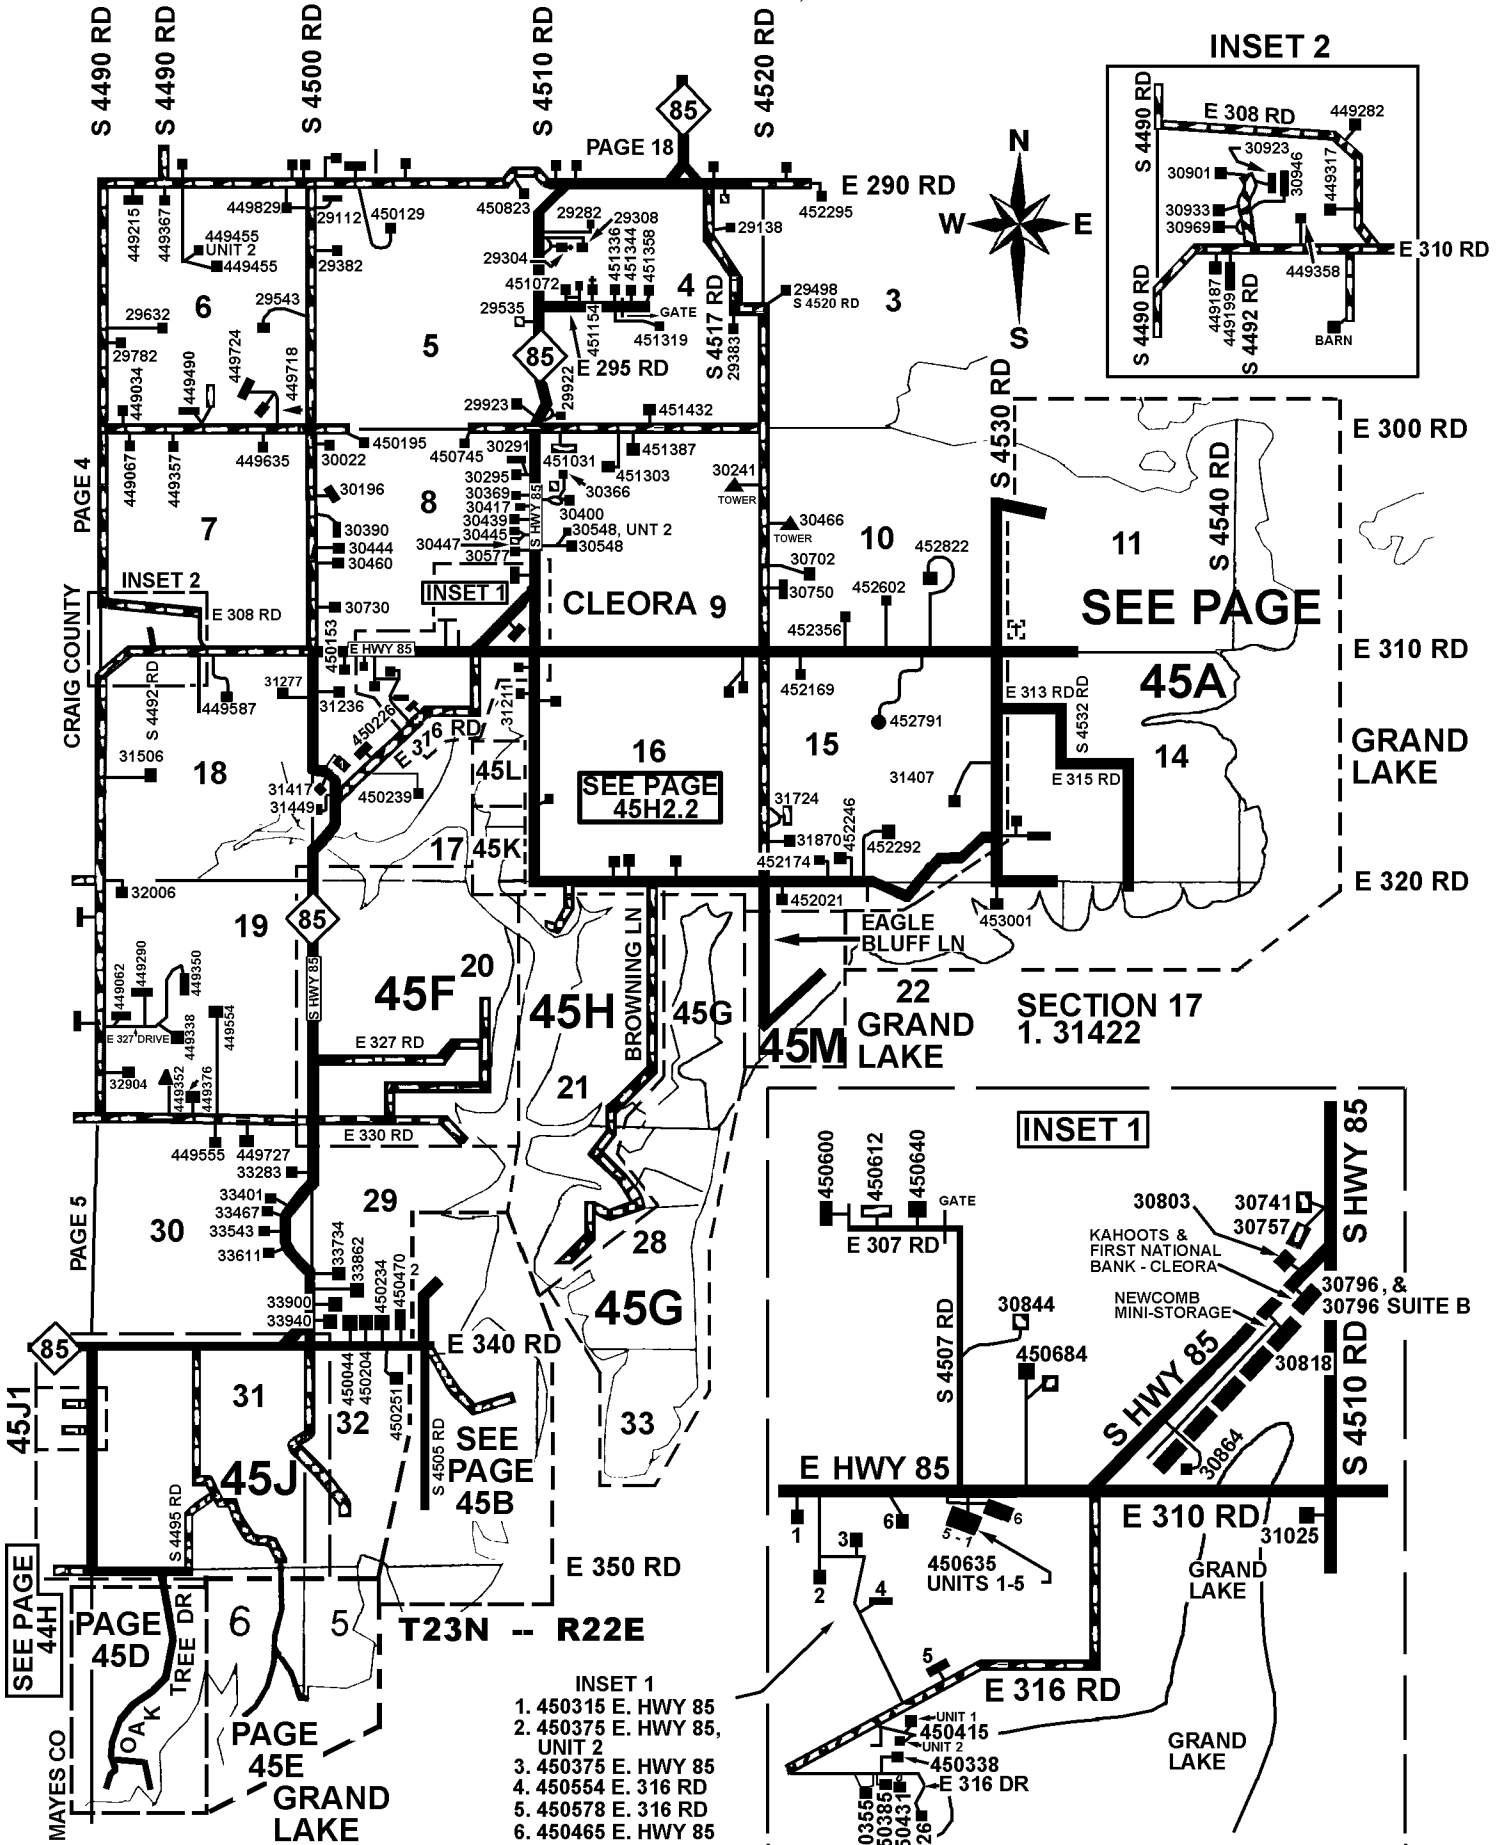 S 4490 RD
S 4490 RD
S 4500 RD
S 4510 RD
S 4520 RD
85
PAGE 18
E 290 RD
INSET 2
S 4490 RD
E 308 RD
449282
30923
30946
449317
30901
30933
30969
E 310 RD
449358
449187
449199
S 4492 RD
S 4490 RD
BARN
N
W
E
S
449215
449367
449829
29112
450129
450823
29282
29308
451336
451344
451358
29138
452295
449455
UNIT 2
449455
29382
29304
451072
4
29498
S 4520 RD
3
6
29543
29535
GATE
S 4517 RD
29632
29782
5
85
451154
451319
E 295 RD
29383
449034
449490
449724
449718
29923
29922
451432
S 4530 RD
E 300 RD
449067
449357
449635
30022
450195
450745
30291
451031
451387
451303
PAGE 4
30196
30295
30369
30417
30439
30445
30447
30577
S HWY 85
30366
30400
30548, UNT 2
30548
30241
TOWER
30466
TOWER
7
8
30390
30444
30460
10
11
S 4540 RD
452822
30702
30750
452602
452356
INSET 2
INSET 1
CLEORA 9
SEE PAGE
45A
E 308 RD
30730
450153
E HWY 85
E 310 RD
CRAIG COUNTY
S 4492 RD
449587
31277
31236
31211
452169
452791
E 313 RD
S 4532 RD
450226
E 316 RD
16
15
14
GRAND
LAKE
31506
18
45L
SEE PAGE
45H2.2
31407
E 315 RD
31417
31449
450239
31724
31870
452246
452292
452174
17
45K
32006
452021
453001
E 320 RD
19
85
EAGLE
BLUFF LN
449062
449290
449350
449554
S HWY 85
45F
20
45H
BROWNING LN
45G
22
GRAND
LAKE
45M
SECTION 17
1. 31422
E 327 DRIVE
449338
E 327 RD
32904
449352
449376
21
E 330 RD
449555
449727
33283
PAGE 5
33401
33467
33543
33611
30
29
28
33734
33862
450234
450470
2
33900
33940
45G
85
E 340 RD
450044
450204
450251
45J1
31
32
33
45J
S 4505 RD
SEE
PAGE
45B
S 4495 RD
E 350 RD
SEE PAGE
44H
PAGE
45D
OAK
TREE DR
6
5
T23N -- R22E
PAGE
45E
GRAND
LAKE
MAYES CO
INSET 1
1. 450315 E. HWY 85
2. 450375 E. HWY 85,
UNIT 2
3. 450375 E. HWY 85
4. 450554 E. 316 RD
5. 450578 E. 316 RD
6. 450465 E. HWY 85
INSET 1
450600
450612
450640
GATE
E 307 RD
S 4507 RD
30803
30741
30757
S HWY 85
KAHOOTS &
FIRST NATIONAL
BANK - CLEORA
NEWCOMB
MINI-STORAGE
30796, &
30796 SUITE B
30844
450684
30818
S HWY 85
30864
S 4510 RD
E HWY 85
E 310 RD
31025
1
6
6
5 - 1
3
2
4
5
450635
UNITS 1-5
GRAND
LAKE
E 316 RD
UNIT 1
450415
UNIT 2
450338
E 316 DR
GRAND
LAKE